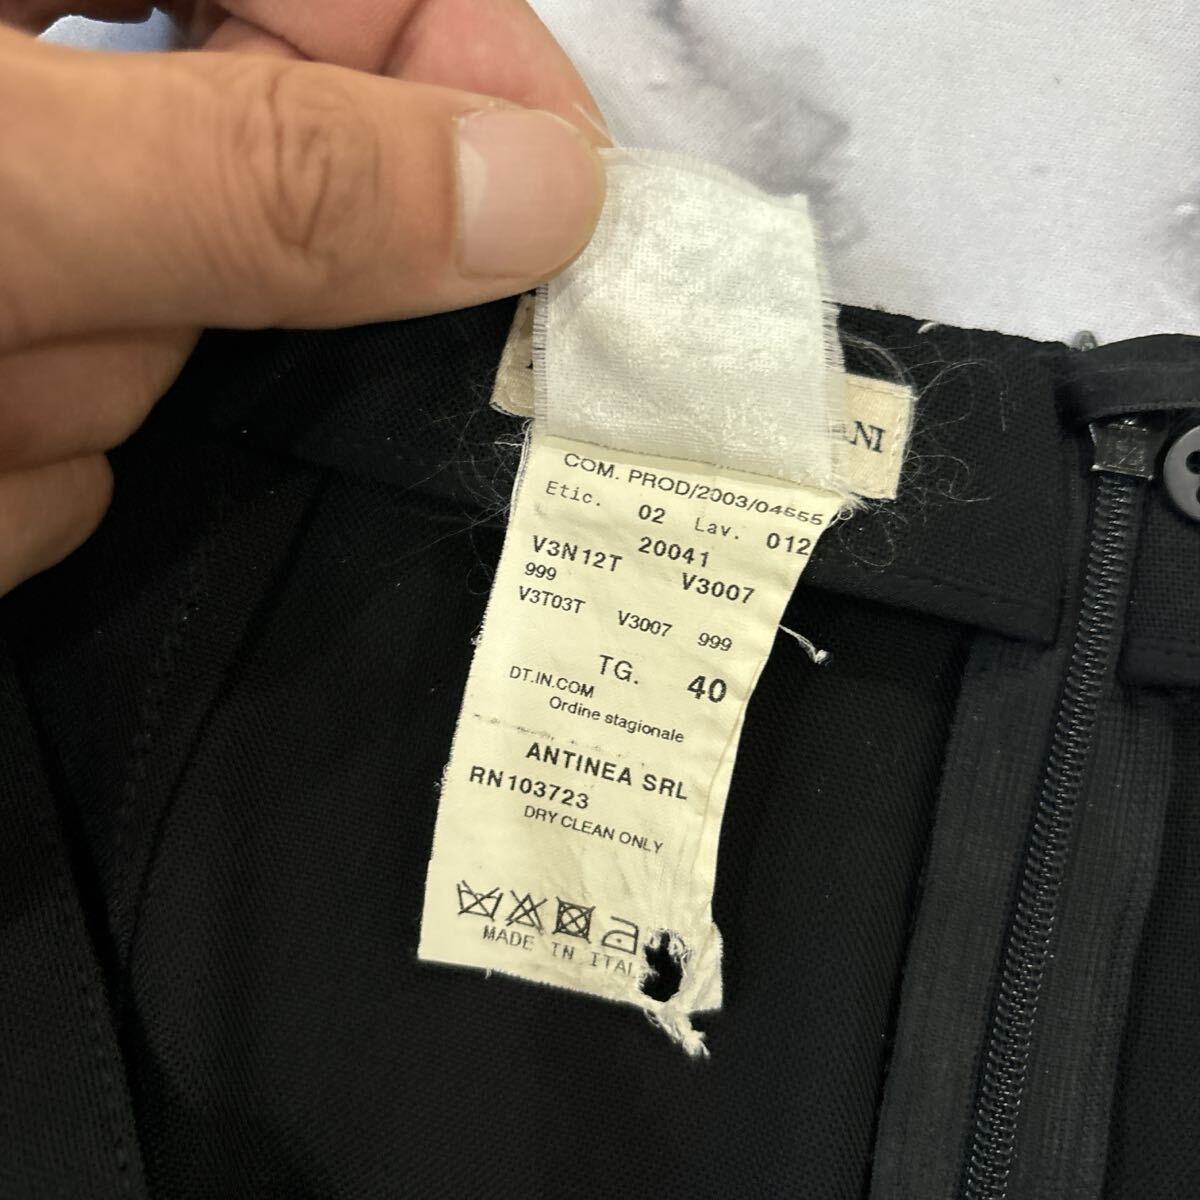 ANI
COM. PROD/2003/04555
Etic. 02 Lav. 012
20041
V3N12T V3007
999
V3T03T V3007 999
TG. 40
DT.IN.COM
Ordine stagionale
ANTINEA SRL
RN103723
DRY CLEAN ONLY
MADE IN ITAL